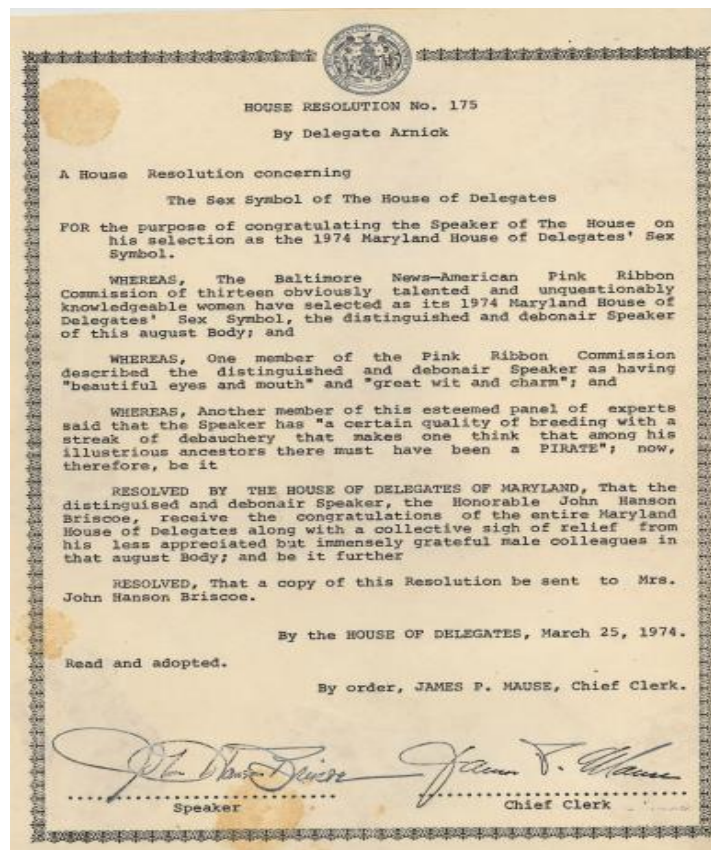 HOUSE RESOLUTION No. 175
By Delegate Arnick
A House Resolution concerning
The Sex Symbol of The House of Delegates
FOR the purpose of congratulating the Speaker of The House on
his selection as the 1974 Maryland House of Delegates' Sex
Symbol.
WHEREAS, The Baltimore News-American Pink Ribbon
Commission of thirteen obviously talented and unquestionably
knowledgeable women have selected as its 1974 Maryland House of
Delegates' Sex Symbol, the distinguished and debonair Speaker
of this august Body; and
WHEREAS, One member of the Pink Ribbon Commission
described the distinguished and debonair Speaker as having
"beautiful eyes and mouth" and "great wit and charm"; and
WHEREAS, Another member of this esteemed panel of experts
said that the Speaker has "a certain quality of breeding with a
streak of debauchery that makes one think that among his
illustrious ancestors there must have been a PIRATE"; now,
therefore, be it
RESOLVED BY THE HOUSE OF DELEGATES OF MARYLAND, That the
distinguised and debonair Speaker, the Honorable John Hanson
Briscoe, receive the congratulations of the entire Maryland
House of Delegates along with a collective sigh of relief from
his less appreciated but immensely grateful male colleagues in
that august Body; and be it further
RESOLVED, That a copy of this Resolution be sent to Mrs.
John Hanson Briscoe.
By the HOUSE OF DELEGATES, March 25, 1974.
Read and adopted.
By order, JAMES P. MAUSE, Chief Clerk.
John Hanson Briscoe James P. Mause
Speaker Chief Clerk